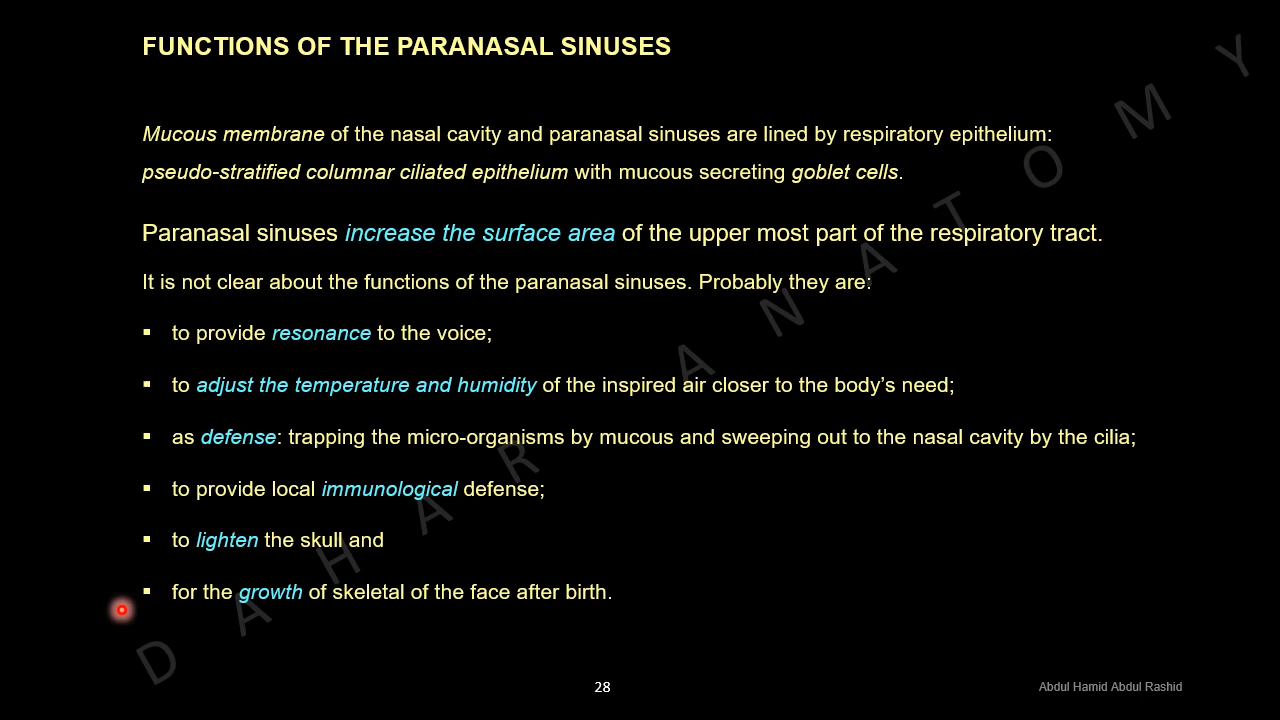 FUNCTIONS OF THE PARANASAL SINUSES
Mucous membrane of the nasal cavity and paranasal sinuses are lined by respiratory epithelium:
pseudo-stratified columnar ciliated epithelium with mucous secreting goblet cells.
Paranasal sinuses increase the surface area of the upper most part of the respiratory tract.
It is not clear about the functions of the paranasal sinuses. Probably they are:
▪ to provide resonance to the voice;
▪ to adjust the temperature and humidity of the inspired air closer to the body’s need;
▪ as defense: trapping the micro-organisms by mucous and sweeping out to the nasal cavity by the cilia;
▪ to provide local immunological defense;
▪ to lighten the skull and
▪ for the growth of skeletal of the face after birth.
DAHAR ANATOMY
28
Abdul Hamid Abdul Rashid